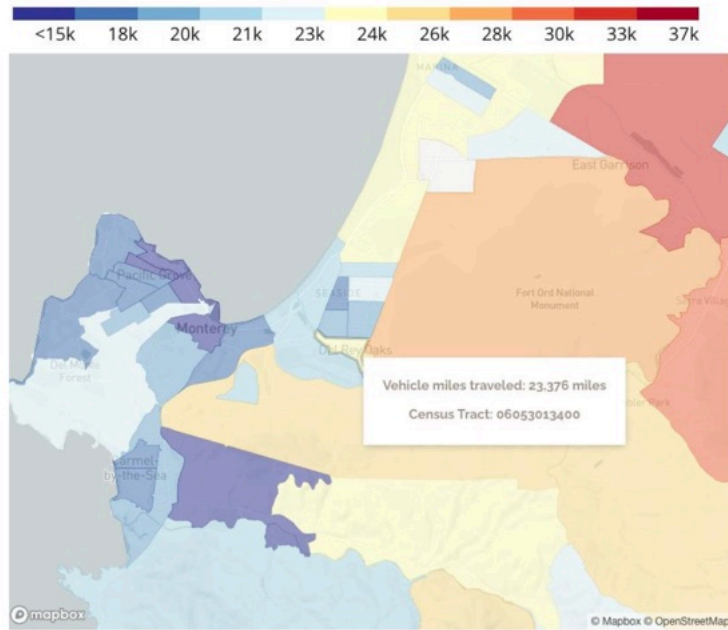 <15k 18k 20k 21k 23k 24k 26k 28k 30k 33k 37k
MARINA
East Garrison
Pacific Grove
SEASIDE
Fort Ord National
Monument
Monterey
Del Rey Oaks
Del Monte
Forest
Vehicle miles traveled: 23,376 miles
Census Tract: 06053013400
Carmel-
by-the-Sea
mapbox
© Mapbox © OpenStreetMap